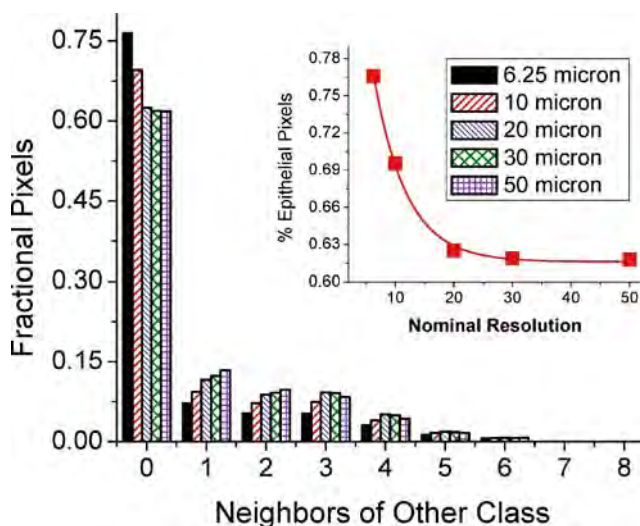 0.75
0.60
0.45
0.30
0.15
0.00
Fractional Pixels
0 1 2 3 4 5 6 7 8
Neighbors of Other Class
0.78
0.75
0.72
0.69
0.66
0.63
0.60
% Epithelial Pixels
10 20 30 40 50
Nominal Resolution
6.25 micron
10 micron
20 micron
30 micron
50 micron